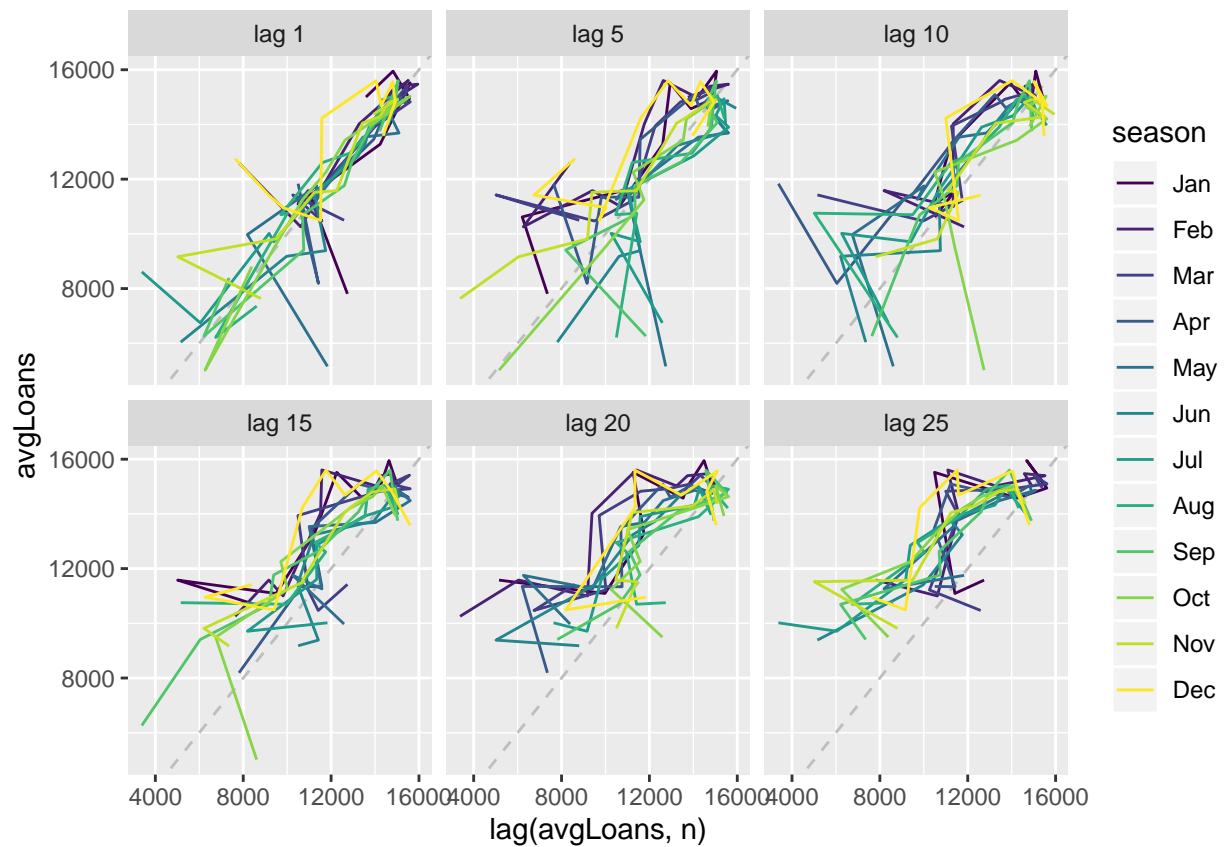 lag 1 lag 5 lag 10
16000
12000
8000
avgLoans
lag 15 lag 20 lag 25
16000
12000
8000
4000 8000 12000 16000 4000 8000 12000 16000 4000 8000 12000 16000
lag(avgLoans, n)
season
Jan
Feb
Mar
Apr
May
Jun
Jul
Aug
Sep
Oct
Nov
Dec